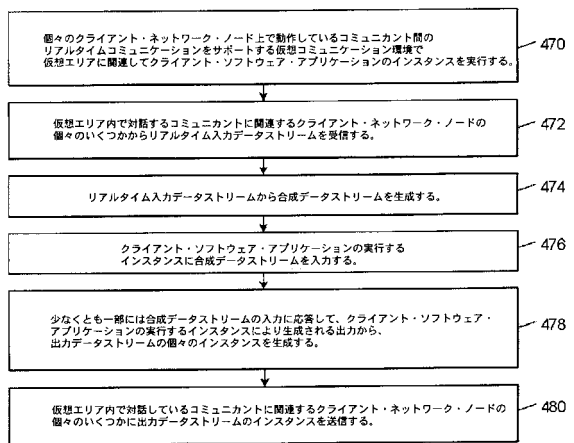 個々のクライアント・ネットワーク・ノード上で動作しているコミュニカント間の
リアルタイムコミュニケーションをサポートする仮想コミュニケーション環境で
仮想エリアに関連してクライアント・ソフトウェア・アプリケーションのインスタンスを実行する。
470
仮想エリア内で対話するコミュニカントに関連するクライアント・ネットワーク・ノードの
個々のいくつかからリアルタイム入力データストリームを受信する。
472
リアルタイム入力データストリームから合成データストリームを生成する。
474
クライアント・ソフトウェア・アプリケーションの実行する
インスタンスに合成データストリームを入力する。
476
少なくとも一部には合成データストリームの入力に応答して、クライアント・ソフトウェア・
アプリケーションの実行するインスタンスにより生成される出力から、
出力データストリームの個々のインスタンスを生成する。
478
仮想エリア内で対話しているコミュニカントに関連するクライアント・ネットワーク・ノードの
個々のいくつかに出力データストリームのインスタンスを送信する。
480